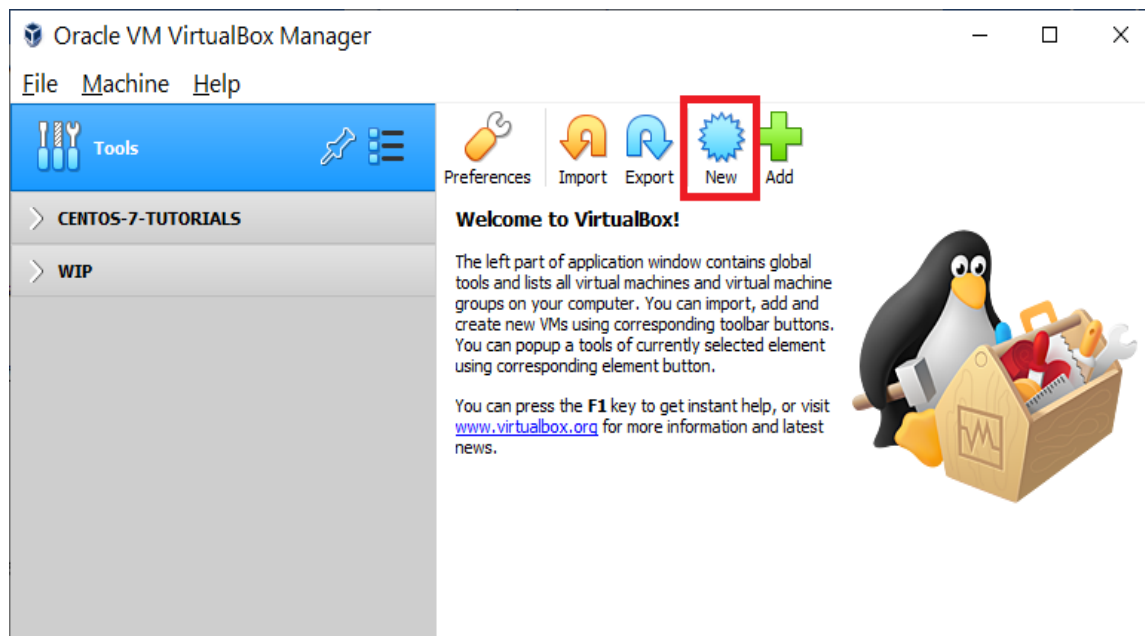 Oracle VM VirtualBox Manager
File Machine Help
Tools
CENTOS-7-TUTORIALS
WIP
Preferences
Import
Export
New
Add
Welcome to VirtualBox!
The left part of application window contains global
tools and lists all virtual machines and virtual machine
groups on your computer. You can import, add and
create new VMs using corresponding toolbar buttons.
You can popup a tools of currently selected element
using corresponding element button.
You can press the F1 key to get instant help, or visit
www.virtualbox.org for more information and latest
news.